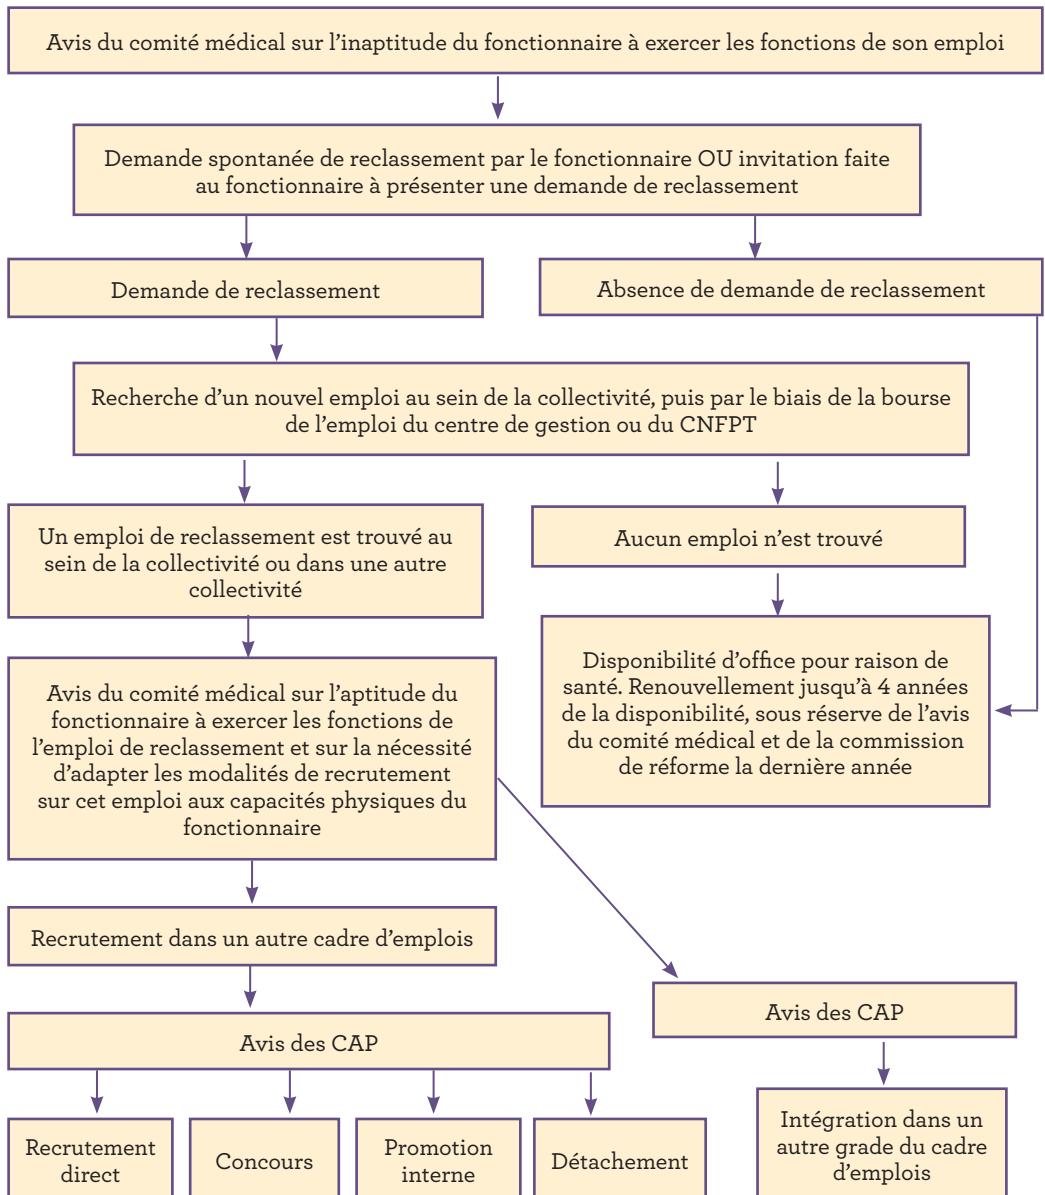 Avis du comité médical sur l’inaptitude du fonctionnaire à exercer les fonctions de son emploi
Demande spontanée de reclassement par le fonctionnaire OU invitation faite
au fonctionnaire à présenter une demande de reclassement
Demande de reclassement
Absence de demande de reclassement
Recherche d’un nouvel emploi au sein de la collectivité, puis par le biais de la bourse
de l’emploi du centre de gestion ou du CNFPT
Un emploi de reclassement est trouvé au
sein de la collectivité ou dans une autre
collectivité
Aucun emploi n’est trouvé
Avis du comité médical sur l’aptitude du
fonctionnaire à exercer les fonctions de
l’emploi de reclassement et sur la nécessité
d’adapter les modalités de recrutement
sur cet emploi aux capacités physiques du
fonctionnaire
Disponibilité d’office pour raison de
santé. Renouvellement jusqu’à 4 années
de la disponibilité, sous réserve de l’avis
du comité médical et de la commission
de réforme la dernière année
Recrutement dans un autre cadre d’emplois
Avis des CAP
Avis des CAP
Recrutement
direct
Concours
Promotion
interne
Détachement
Intégration dans un
autre grade du cadre
d’emplois